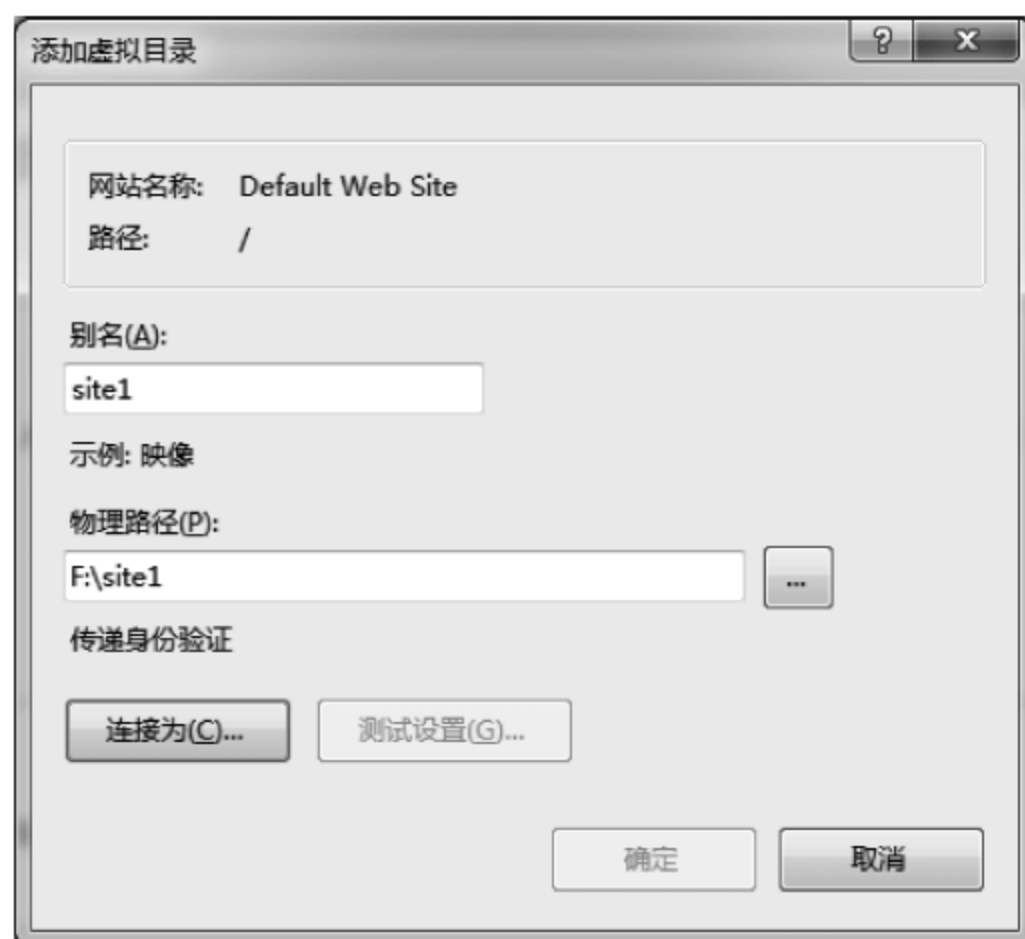 添加虚拟目录
网站名称: Default Web Site
路径: /
别名(A):
site1
示例: 映像
物理路径(P):
F:\site1
...
传递身份验证
连接为(C)... 测试设置(G)...
确定 取消